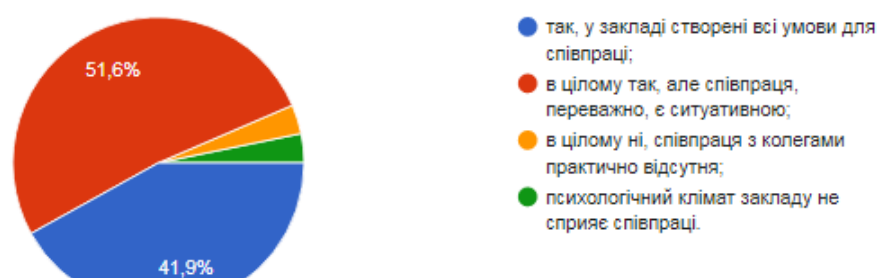 51,6%
41,9%
так, у закладі створені всі умови для
співпраці;
в цілому так, але співпраця,
переважно, є ситуативною;
в цілому ні, співпраця з колегами
практично відсутня;
психологічний клімат закладу не
сприяє співпраці.